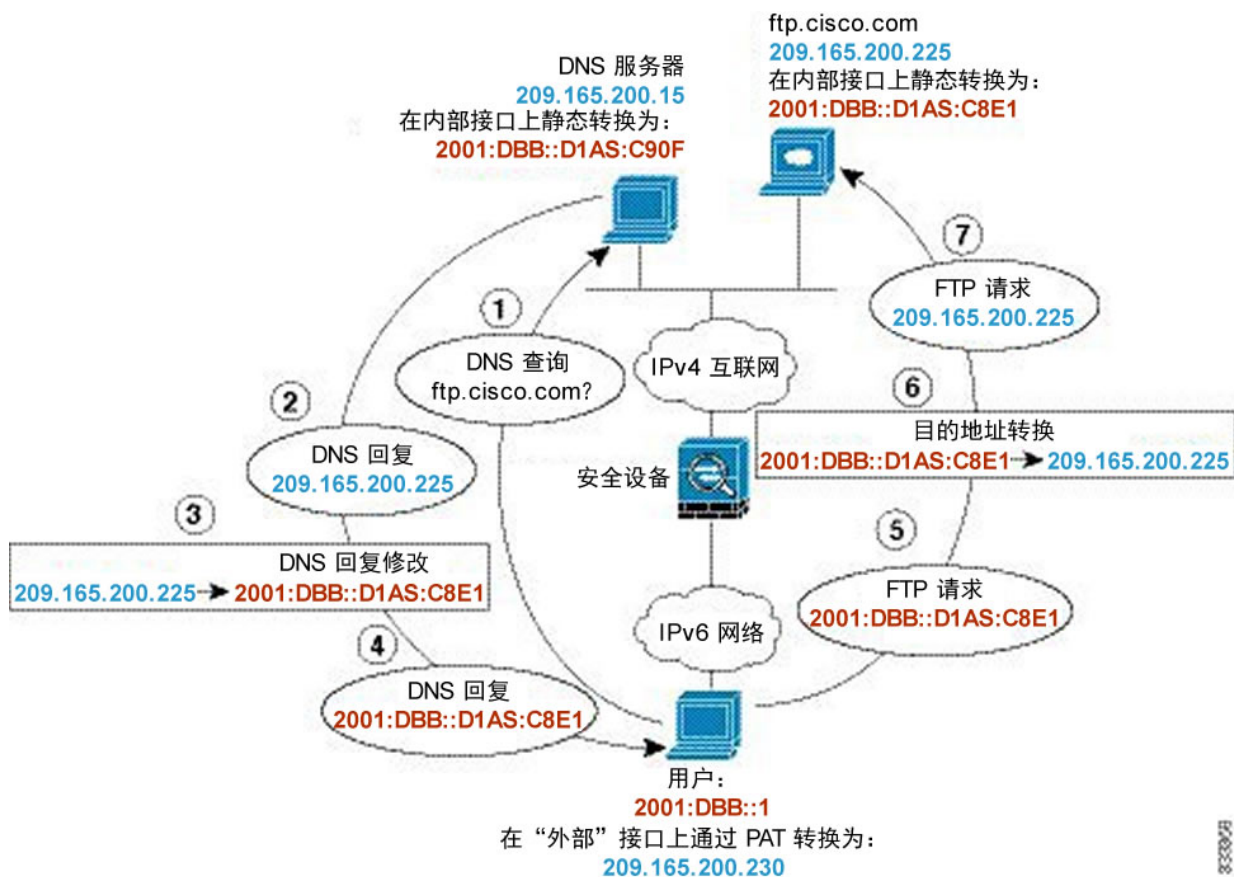 ftp.cisco.com
209.165.200.225
在内部接口上静态转换为：
2001:DBB::D1AS:C8E1
DNS 服务器
209.165.200.15
在内部接口上静态转换为：
2001:DBB::D1AS:C90F
7
FTP 请求
209.165.200.225
1
DNS 查询
ftp.cisco.com?
IPv4 互联网
2
DNS 回复
209.165.200.225
6
目的地址转换
2001:DBB::D1AS:C8E1 209.165.200.225
安全设备
3
DNS 回复修改
209.165.200.225 2001:DBB::D1AS:C8E1
5
FTP 请求
2001:DBB::D1AS:C8E1
IPv6 网络
4
DNS 回复
2001:DBB::D1AS:C8E1
用户：
2001:DBB::1
在“外部”接口上通过 PAT 转换为：
209.165.200.230